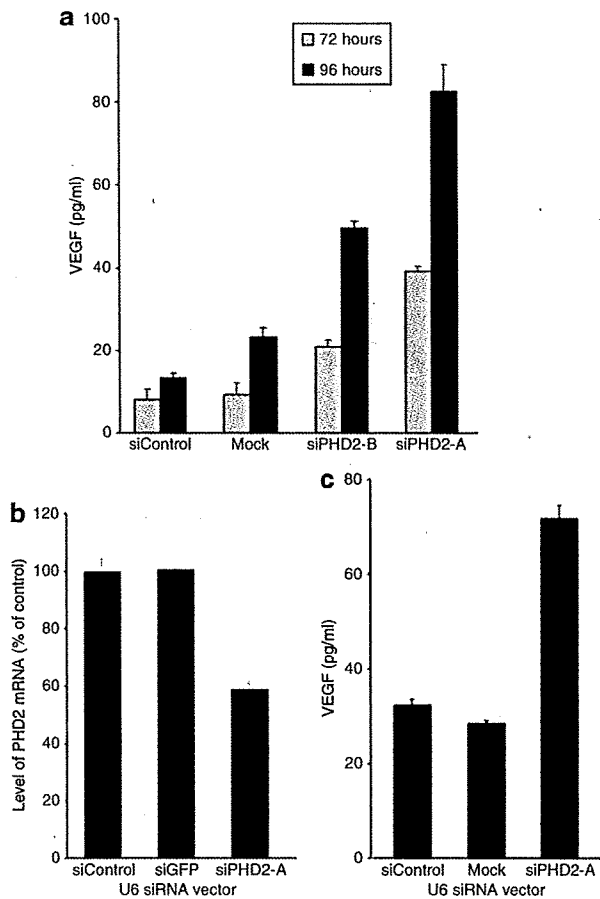 a
100
80
60
40
20
0
VEGF (pg/ml)
72 hours
96 hours
siControl Mock siPHD2-B siPHD2-A
b
120
100
80
60
40
20
0
Level of PHD2 mRNA (% of control)
siControl siGFP siPHD2-A
U6 siRNA vector
c
80
60
40
20
0
VEGF (pg/ml)
siControl Mock siPHD2-A
U6 siRNA vector